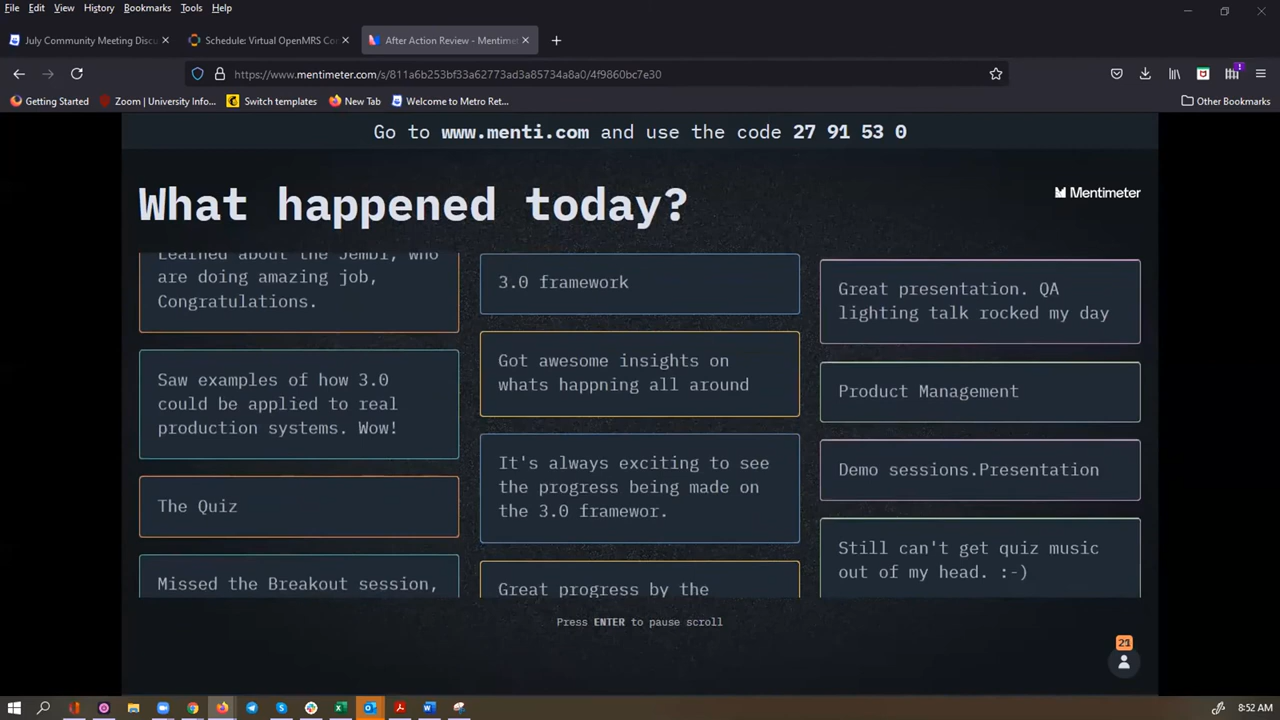 File Edit View History Bookmarks Tools Help
July Community Meeting Discu
Schedule: Virtual OpenMRS Co
After Action Review - Mentimet
https://www.mentimeter.com/s/811a6b253bf33a62773ad3a85734a8a0/4f9860bc7e30
Getting Started
Zoom | University Info...
Switch templates
New Tab
Welcome to Metro Ret...
Other Bookmarks
Go to www.menti.com and use the code 27 91 53 0
What happened today?
Mentimeter
Learned about the Jembi, who
are doing amazing job,
Congratulations.
Saw examples of how 3.0
could be applied to real
production systems. Wow!
The Quiz
Missed the Breakout session,
3.0 framework
Got awesome insights on
whats happning all around
It's always exciting to see
the progress being made on
the 3.0 framewor.
Great progress by the
Great presentation. QA
lighting talk rocked my day
Product Management
Demo sessions.Presentation
Still can't get quiz music
out of my head. :-)
Press ENTER to pause scroll
21
8:52 AM